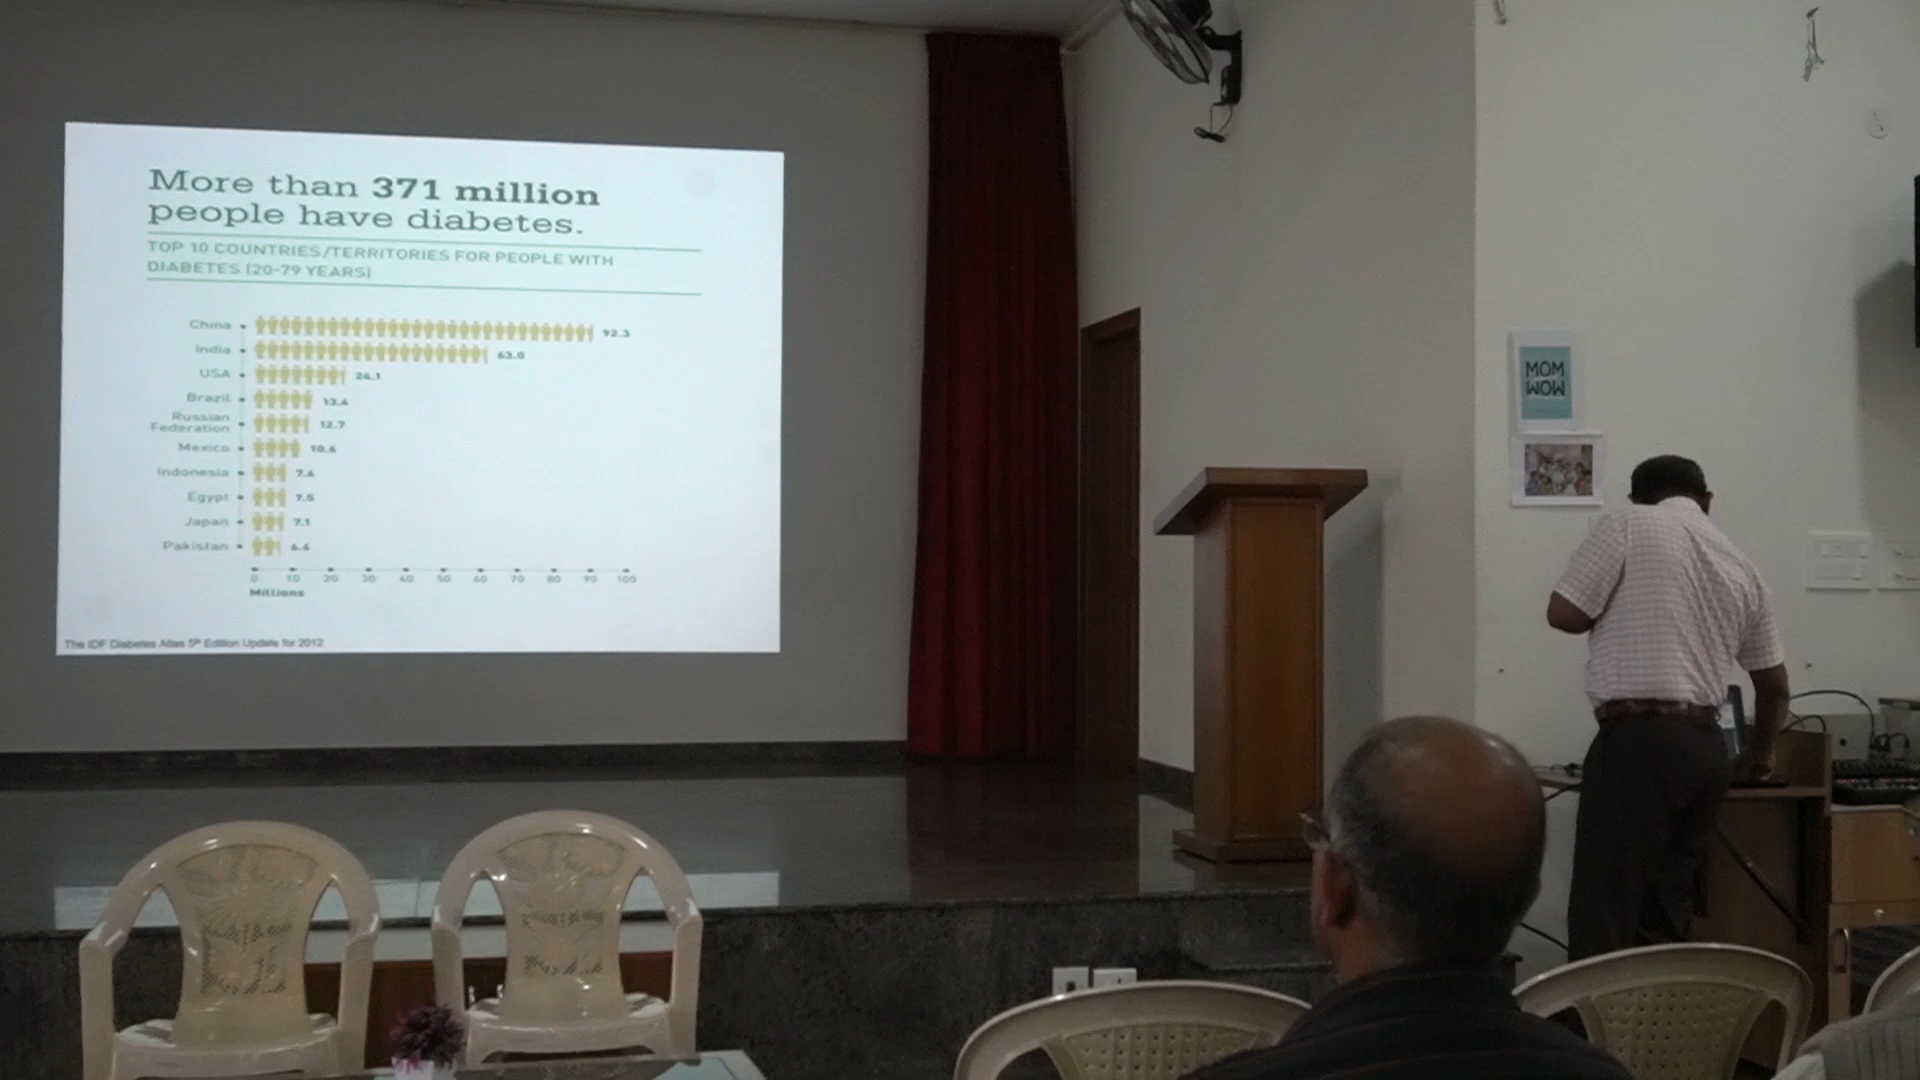 More than 371 million
people have diabetes.
TOP 10 COUNTRIES/TERRITORIES FOR PEOPLE WITH
DIABETES (20-79 YEARS)
China 92.3
India 63.0
USA 24.1
Brazil 13.4
Russian
Federation 12.7
Mexico 10.6
Indonesia 7.6
Egypt 7.5
Japan 7.1
Pakistan 6.6
0 10 20 30 40 50 60 70 80 90 100
Millions
The IDF Diabetes Atlas 5th Edition Update for 2012
MOM
WOW